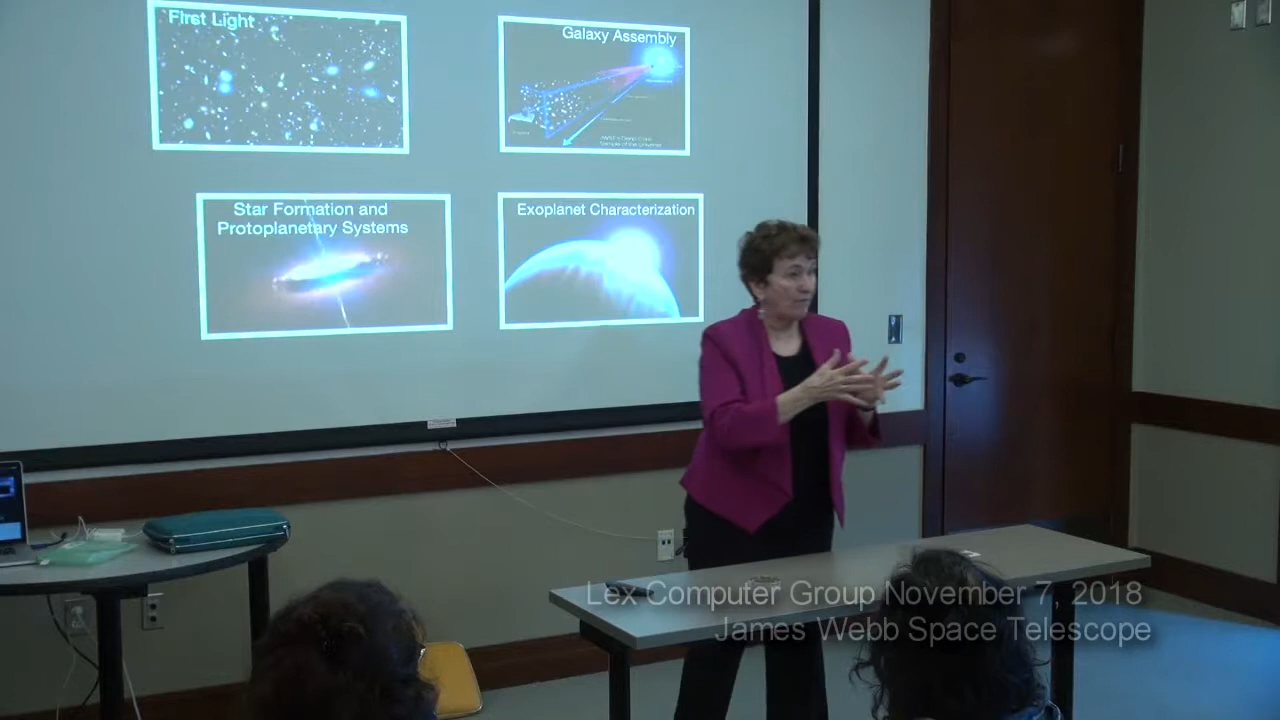 First Light
Galaxy Assembly
Star Formation and
Protoplanetary Systems
Exoplanet Characterization
Lex Computer Group November 7, 2018
James Webb Space Telescope